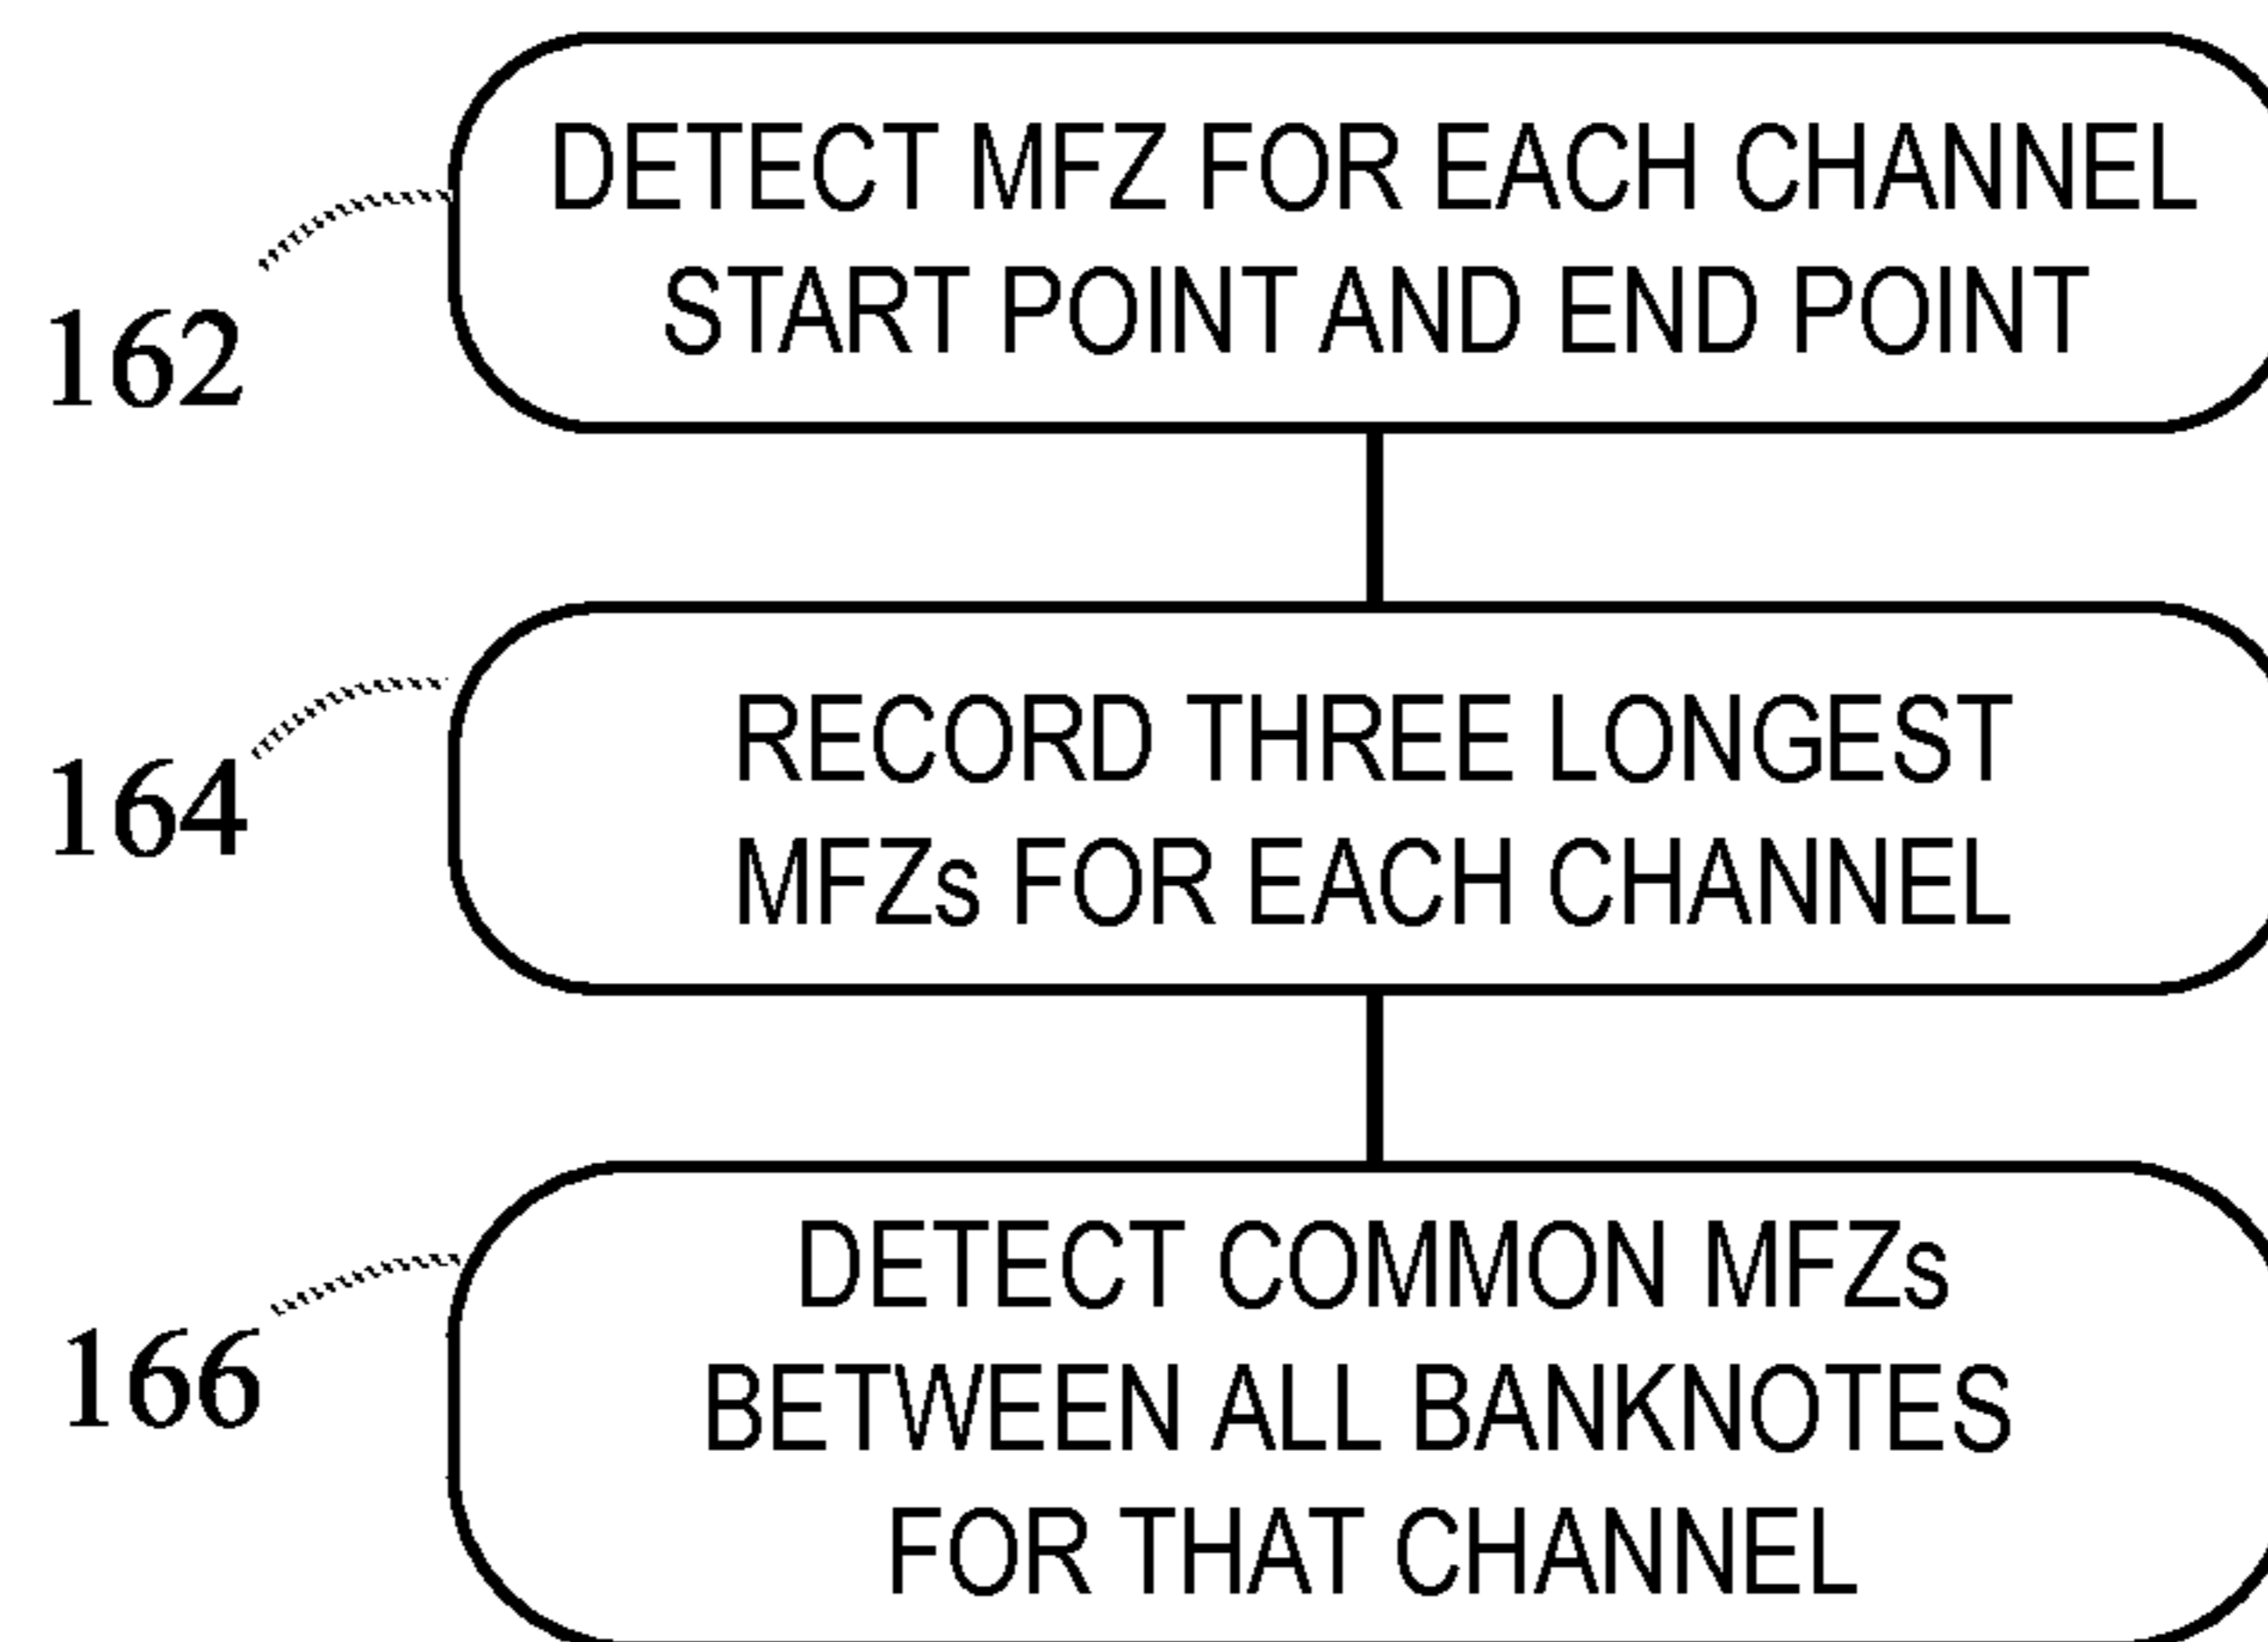 DETECT MFZ FOR EACH CHANNEL
START POINT AND END POINT
162
RECORD THREE LONGEST
MFZs FOR EACH CHANNEL
164
DETECT COMMON MFZs
BETWEEN ALL BANKNOTES
FOR THAT CHANNEL
166